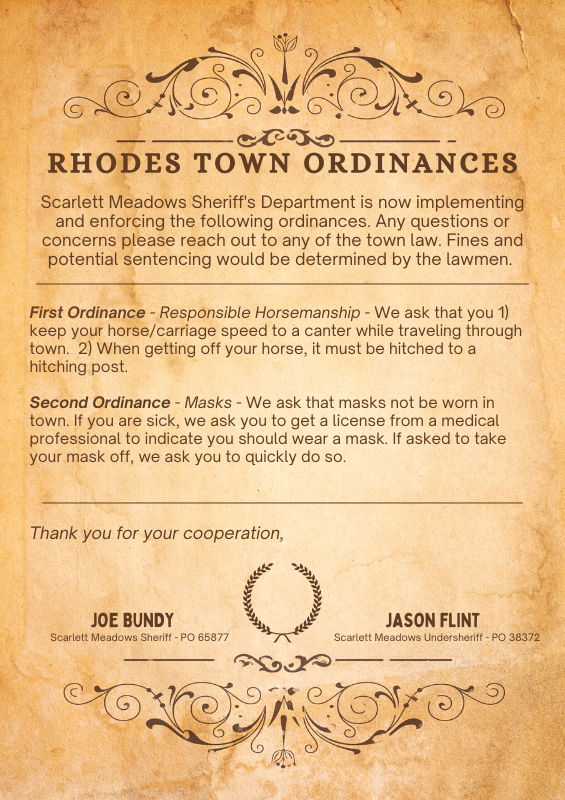 RHODES TOWN ORDINANCES
Scarlett Meadows Sheriff's Department is now implementing
and enforcing the following ordinances. Any questions or
concerns please reach out to any of the town law. Fines and
potential sentencing would be determined by the lawmen.
First Ordinance - Responsible Horsemanship - We ask that you 1)
keep your horse/carriage speed to a canter while traveling through
town.  2) When getting off your horse, it must be hitched to a
hitching post.
Second Ordinance - Masks - We ask that masks not be worn in
town. If you are sick, we ask you to get a license from a medical
professional to indicate you should wear a mask. If asked to take
your mask off, we ask you to quickly do so.
Thank you for your cooperation,
JOE BUNDY
Scarlett Meadows Sheriff - PO 65877
JASON FLINT
Scarlett Meadows Undersheriff - PO 38372